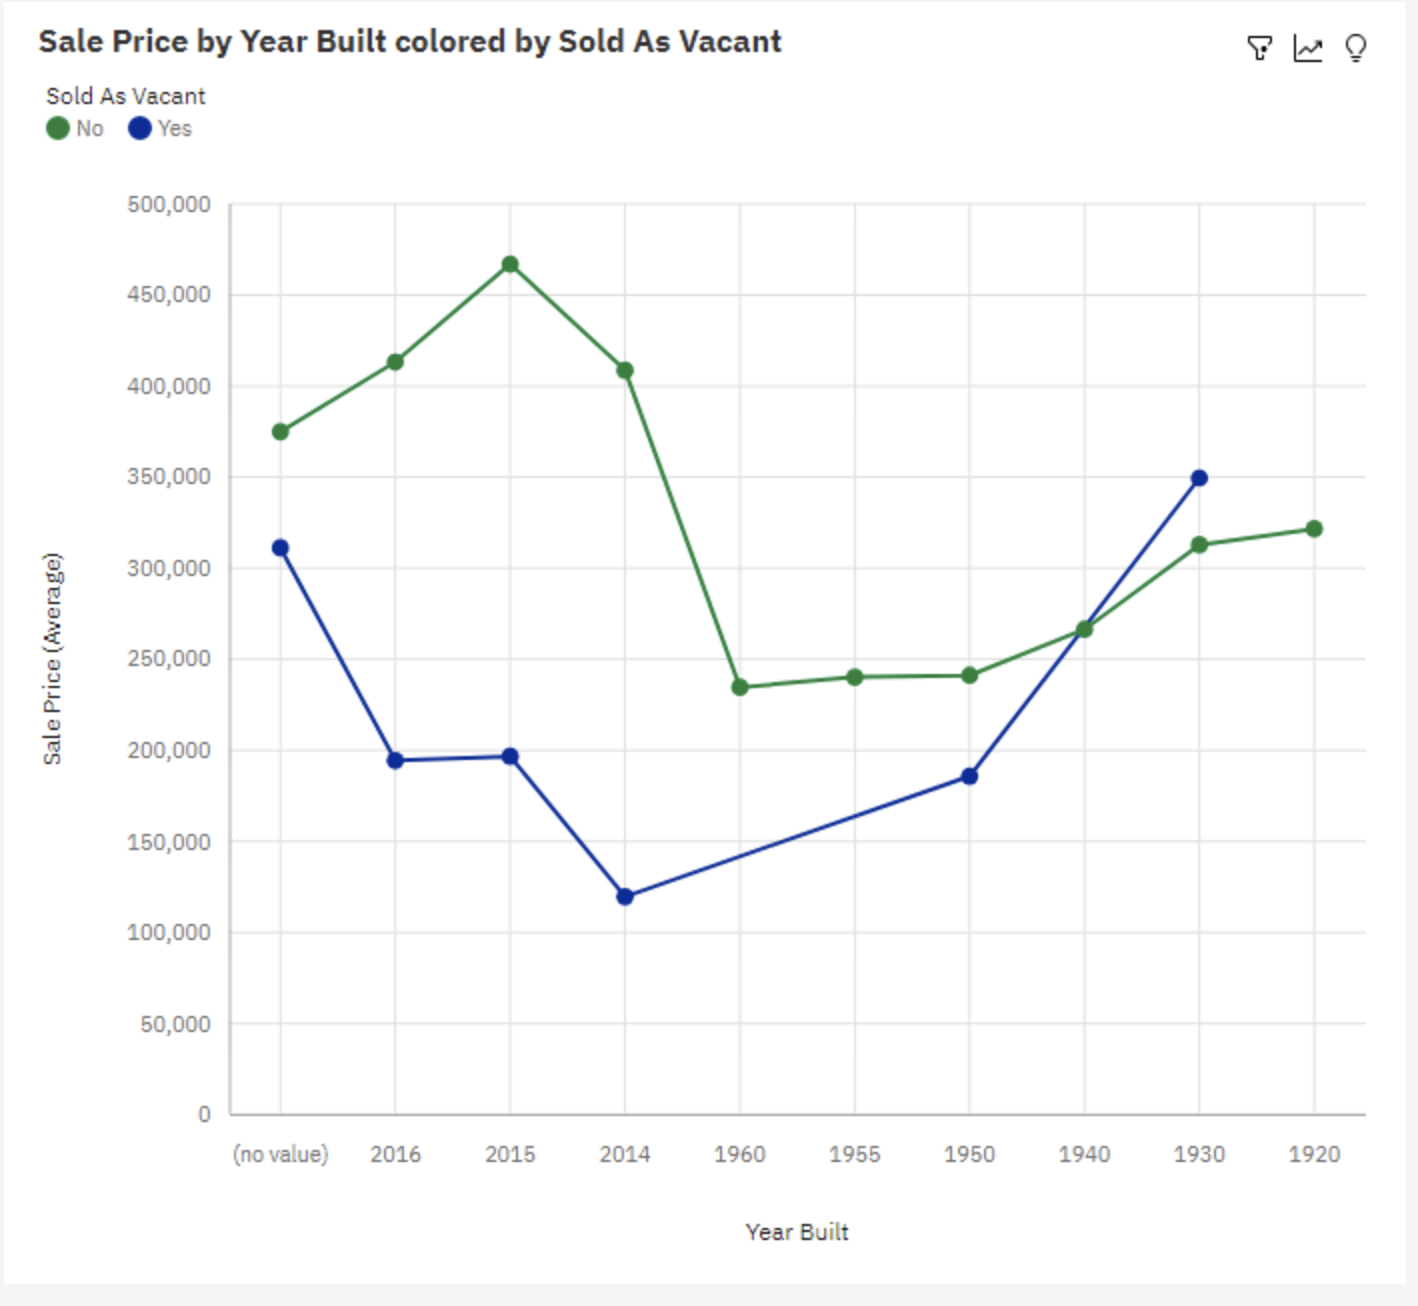 Sale Price by Year Built colored by Sold As Vacant
Sold As Vacant
No Yes
500,000
450,000
400,000
350,000
300,000
250,000
200,000
150,000
100,000
50,000
0
Sale Price (Average)
(no value) 2016 2015 2014 1960 1955 1950 1940 1930 1920
Year Built